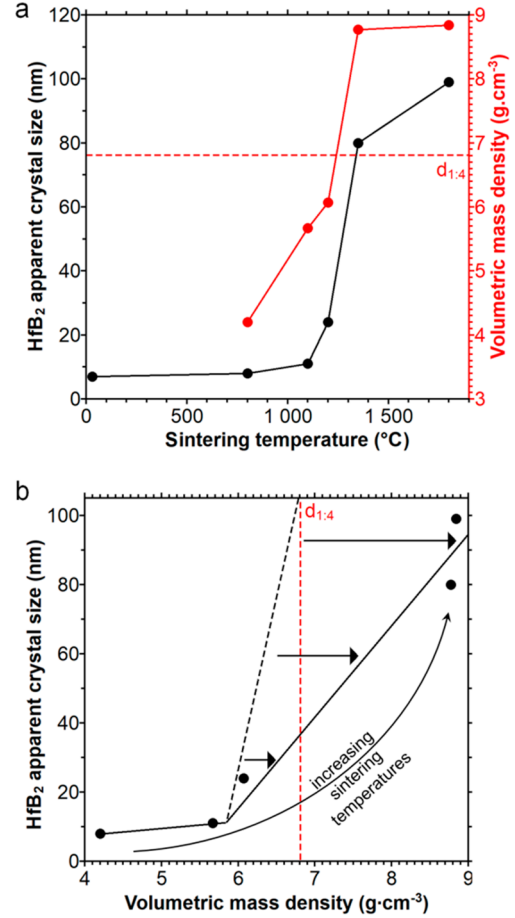 a
HfB₂ apparent crystal size (nm)
120
100
80
60
40
20
0
0
500
1 000
1 500
Sintering temperature (°C)
9
8
7
6
5
4
3
Volumetric mass density (g.cm⁻³)
d₁:₄
b
HfB₂ apparent crystal size (nm)
100
80
60
40
20
0
4
5
6
7
8
9
Volumetric mass density (g·cm⁻³)
d₁:₄
increasing
sintering
temperatures